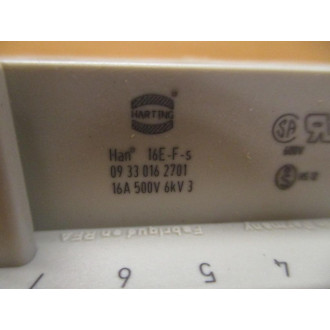 HARTING
Han® 16E-F-s
09 33 016 2701
16A 500V 6kV 3
4
5
6